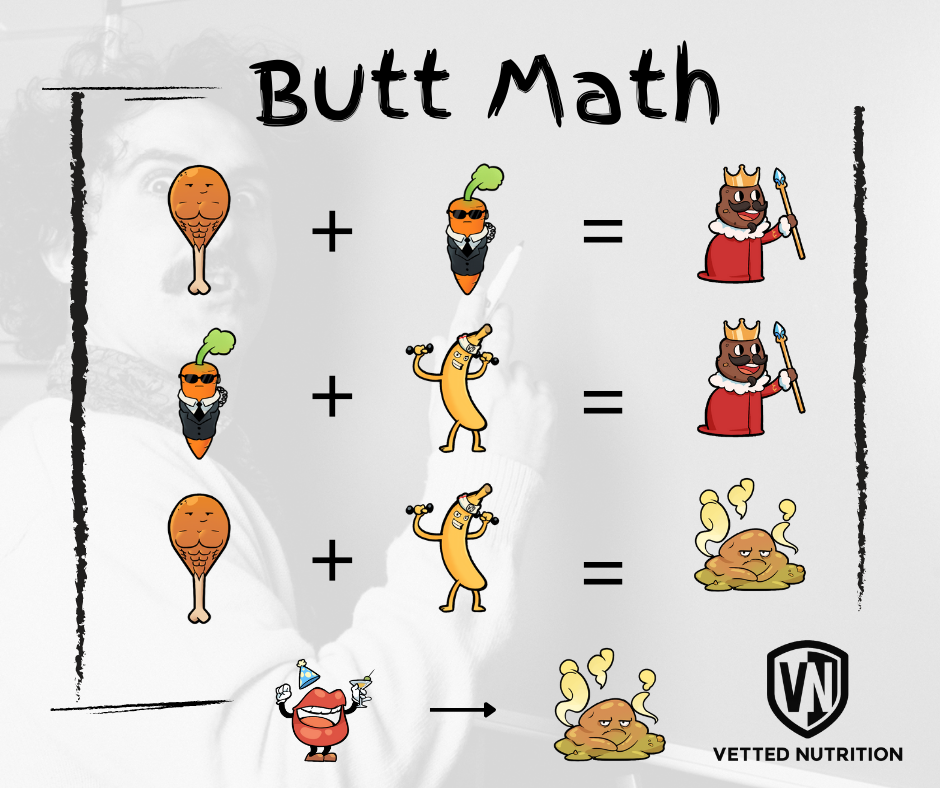 Butt Math
+ =
+ =
+ =
VN
VETTED NUTRITION